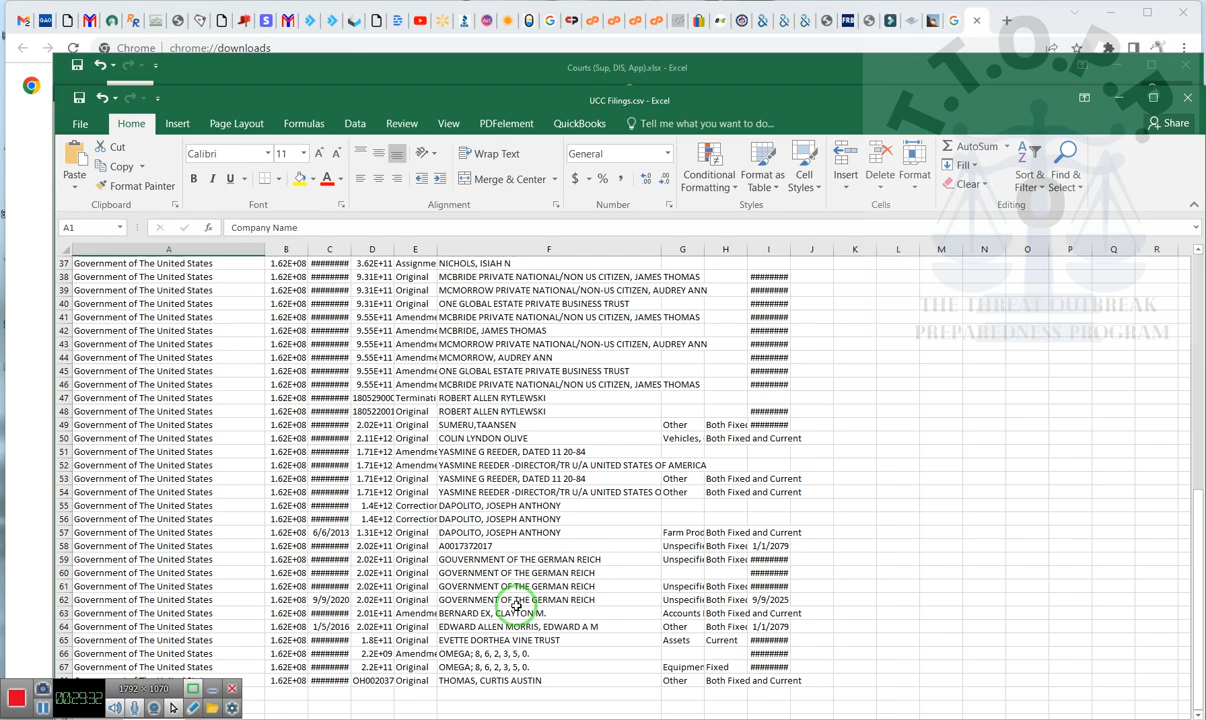 GAO
FRB
Chrome chrome://downloads
Courts (Sup, DIS, App).xlsx - Excel
UCC Filings.csv - Excel
T.T.O.P.P
File Home Insert Page Layout Formulas Data Review View PDFelement QuickBooks Tell me what you want to do... Share
Paste Cut Copy Format Painter
Calibri 11
B I U
Wrap Text
Merge & Center
General
$ % ,
Conditional Formatting Format as Table Cell Styles
Insert Delete Format
AutoSum Fill Clear
Sort & Filter Find & Select
Clipboard Font Alignment Number Styles Cells Editing
A1 fx Company Name
A B C D E F G H I J K L M N O P Q R
37 Government of The United States 1.62E+08 ######## 3.62E+11 Assignme NICHOLS, ISIAH N
38 Government of The United States 1.62E+08 ######## 9.31E+11 Original MCBRIDE PRIVATE NATIONAL/NON US CITIZEN, JAMES THOMAS ########
39 Government of The United States 1.62E+08 ######## 9.31E+11 Original MCMORROW PRIVATE NATIONAL/NON-US CITIZEN, AUDREY ANN ########
40 Government of The United States 1.62E+08 ######## 9.31E+11 Original ONE GLOBAL ESTATE PRIVATE BUSINESS TRUST ########
41 Government of The United States 1.62E+08 ######## 9.55E+11 Amendme MCBRIDE PRIVATE NATIONAL/NON US CITIZEN, JAMES THOMAS ########
42 Government of The United States 1.62E+08 ######## 9.55E+11 Amendme MCBRIDE, JAMES THOMAS ########
43 Government of The United States 1.62E+08 ######## 9.55E+11 Amendme MCMORROW PRIVATE NATIONAL/NON-US CITIZEN, AUDREY ANN ########
44 Government of The United States 1.62E+08 ######## 9.55E+11 Amendme MCMORROW, AUDREY ANN ########
45 Government of The United States 1.62E+08 ######## 9.55E+11 Amendme ONE GLOBAL ESTATE PRIVATE BUSINESS TRUST ########
46 Government of The United States 1.62E+08 ######## 9.55E+11 Amendme MCBRIDE PRIVATE NATIONAL/NON US CITIZEN, JAMES THOMAS ########
47 Government of The United States 1.62E+08 ######## 180529000 Terminati ROBERT ALLEN RYTLEWSKI
48 Government of The United States 1.62E+08 ######## 180522001 Original ROBERT ALLEN RYTLEWSKI ########
49 Government of The United States 1.62E+08 ######## 2.02E+11 Original SUMERU,TAANSEN Other Both Fixed ########
50 Government of The United States 1.62E+08 ######## 2.11E+12 Original COLIN LYNDON OLIVE Vehicles, Both Fixed and Current
51 Government of The United States 1.62E+08 ######## 1.71E+12 Amendme YASMINE G REEDER, DATED 11 20-84
52 Government of The United States 1.62E+08 ######## 1.71E+12 Amendme YASMINE REEDER -DIRECTOR/TR U/A UNITED STATES OF AMERICA
53 Government of The United States 1.62E+08 ######## 1.71E+12 Original YASMINE G REEDER, DATED 11 20-84 Other Both Fixed and Current
54 Government of The United States 1.62E+08 ######## 1.71E+12 Original YASMINE REEDER -DIRECTOR/TR U/A UNITED STATES O Other Both Fixed and Current
55 Government of The United States 1.62E+08 ######## 1.4E+12 Correction DAPOLITO, JOSEPH ANTHONY
56 Government of The United States 1.62E+08 ######## 1.4E+12 Correction DAPOLITO, JOSEPH ANTHONY
57 Government of The United States 1.62E+08 6/6/2013 1.31E+12 Original DAPOLITO, JOSEPH ANTHONY Farm Prod Both Fixed and Current
58 Government of The United States 1.62E+08 ######## 2.02E+11 Original A0017372017 Unspecifi Both Fixed 1/1/2079
59 Government of The United States 1.62E+08 ######## 2.02E+11 Original GOUVERNMENT OF THE GERMAN REICH Unspecifi Both Fixed ########
60 Government of The United States 1.62E+08 ######## 2.02E+11 Original GOVERNMENT OF THE GERMAN REICH ########
61 Government of The United States 1.62E+08 ######## 2.02E+11 Original GOVERNMENT OF THE GERMAN REICH Unspecifi Both Fixed ########
62 Government of The United States 1.62E+08 9/9/2020 2.02E+11 Original GOVERNMENT OF THE GERMAN REICH Unspecifi Both Fixed 9/9/2025
63 Government of The United States 1.62E+08 ######## 2.01E+11 Amendme BERNARD EX, CLAYTON M. Accounts Both Fixed ########
64 Government of The United States 1.62E+08 1/5/2016 2.02E+11 Original EDWARD ALLEN MORRIS, EDWARD A M Other Both Fixed 1/1/2079
65 Government of The United States 1.62E+08 ######## 1.8E+11 Original EVETTE DORTHEA VINE TRUST Assets Current ########
66 Government of The United States 1.62E+08 ######## 2.2E+09 Amendme OMEGA; 8, 6, 2, 3, 5, 0. ########
67 Government of The United States 1.62E+08 ######## 2.2E+11 Original OMEGA; 8, 6, 2, 3, 5, 0. Equipmen Fixed ########
Government of The United States 1.62E+08 ######## OH002037 Original THOMAS, CURTIS AUSTIN Other Both Fixed and Current
THE THREAT OUTBREAK
PREPAREDNESS PROGRAM
00:29:32
1792 × 1070